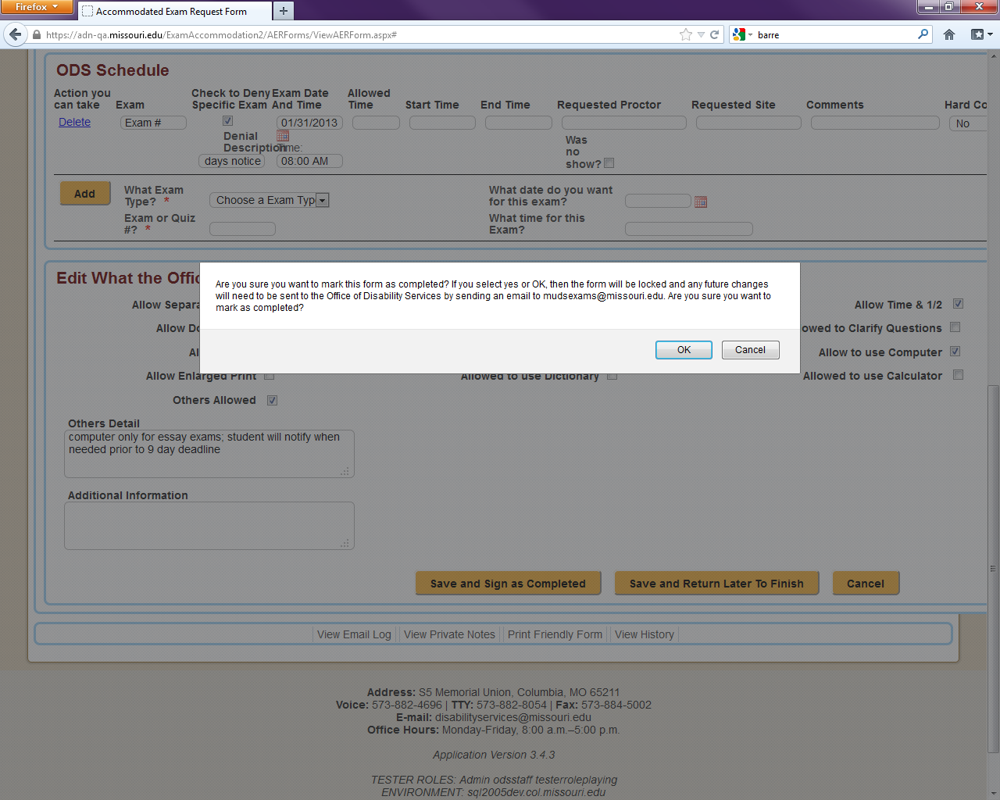 Firefox
Accommodated Exam Request Form
https://adn-qa.missouri.edu/ExamAccommodation2/AERForms/ViewAERForm.aspx#
barre
ODS Schedule
Action you can take Exam Check to Deny Specific Exam Exam Date And Time Allowed Time Start Time End Time Requested Proctor Requested Site Comments Hard Co
Delete Exam # 01/31/2013 No
Denial Description Time: Was no show?
days notice 08:00 AM
Add What Exam Type? * Choose a Exam Typ What date do you want for this exam?
Exam or Quiz #? * What time for this Exam?
Edit What the Offic
Are you sure you want to mark this form as completed? If you select yes or OK, then the form will be locked and any future changes
will need to be sent to the Office of Disability Services by sending an email to mudsexams@missouri.edu. Are you sure you want to
mark as completed?
OK Cancel
Allow Separa Allow Time & 1/2
Allow Do owed to Clarify Questions
Al Allow to use Computer
Allow Enlarged Print Allowed to use Dictionary Allowed to use Calculator
Others Allowed
Others Detail
computer only for essay exams; student will notify when
needed prior to 9 day deadline
Additional Information
Save and Sign as Completed Save and Return Later To Finish Cancel
View Email Log View Private Notes Print Friendly Form View History
Address: S5 Memorial Union, Columbia, MO 65211
Voice: 573-882-4696 | TTY: 573-882-8054 | Fax: 573-884-5002
E-mail: disabilityservices@missouri.edu
Office Hours: Monday-Friday, 8:00 a.m.–5:00 p.m.
Application Version 3.4.3
TESTER ROLES: Admin odsstaff testerroleplaying
ENVIRONMENT: sql2005dev.col.missouri.edu